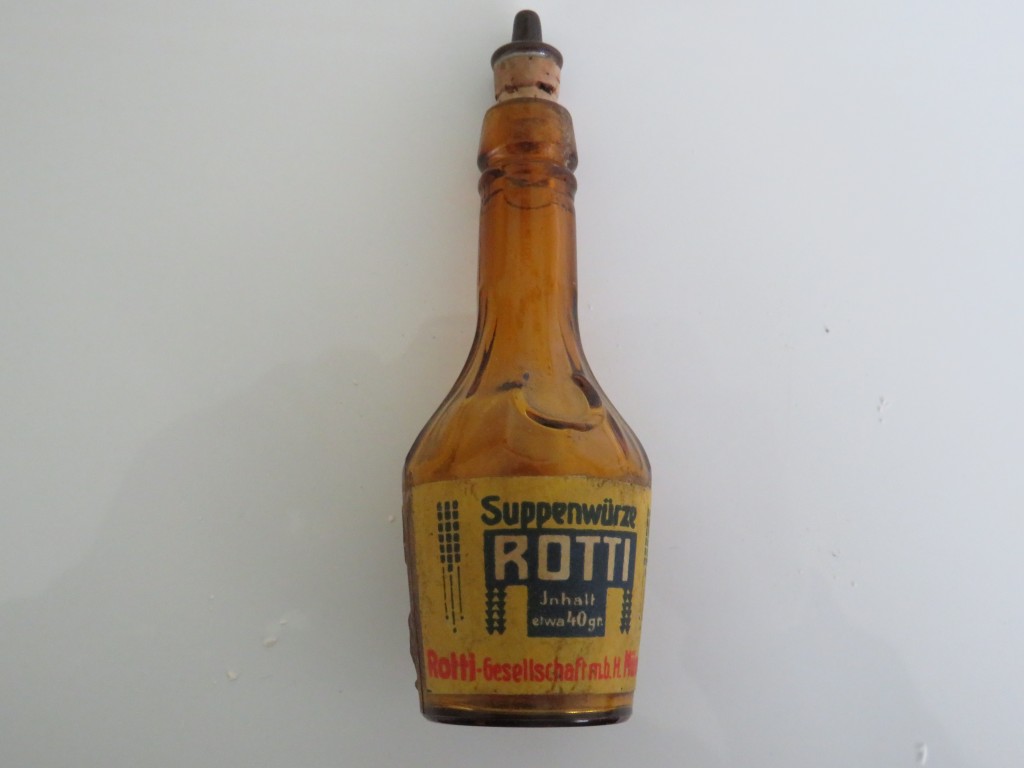 Suppenwürze
ROTTI
Inhalt
etwa 40 gr.
Rotti-Gesellschaft m.b.H.